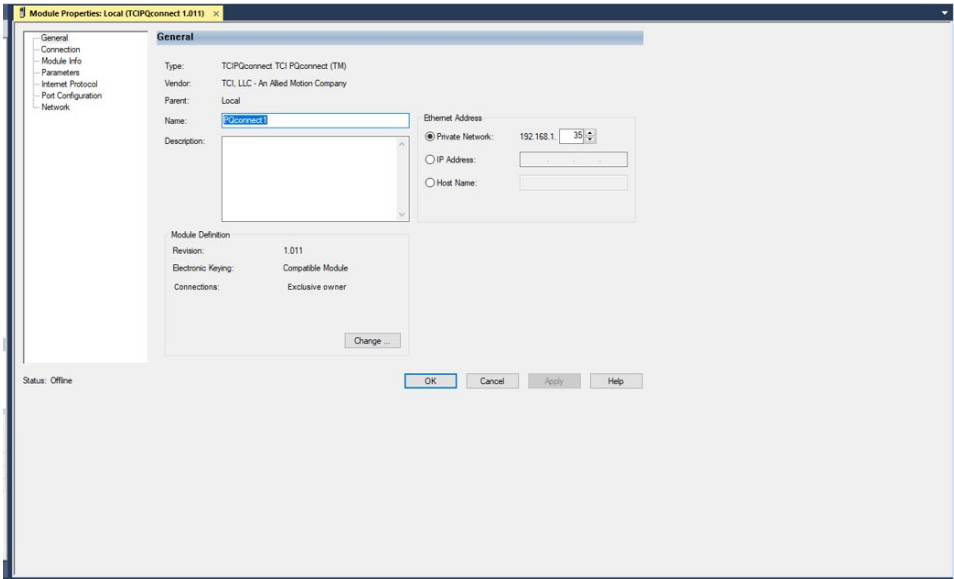 Module Properties: Local (TCIPQconnect 1.011) ×
General
Connection
Module Info
Parameters
Internet Protocol
Port Configuration
Network
General
Type: TCIPQconnect TCI PQconnect (TM)
Vendor: TCI, LLC - An Allied Motion Company
Parent: Local
Name: PQconnect1
Description:
Ethernet Address
Private Network: 192.168.1. 35
IP Address:
Host Name:
Module Definition
Revision: 1.011
Electronic Keying: Compatible Module
Connections: Exclusive owner
Change ...
Status: Offline
OK Cancel Apply Help